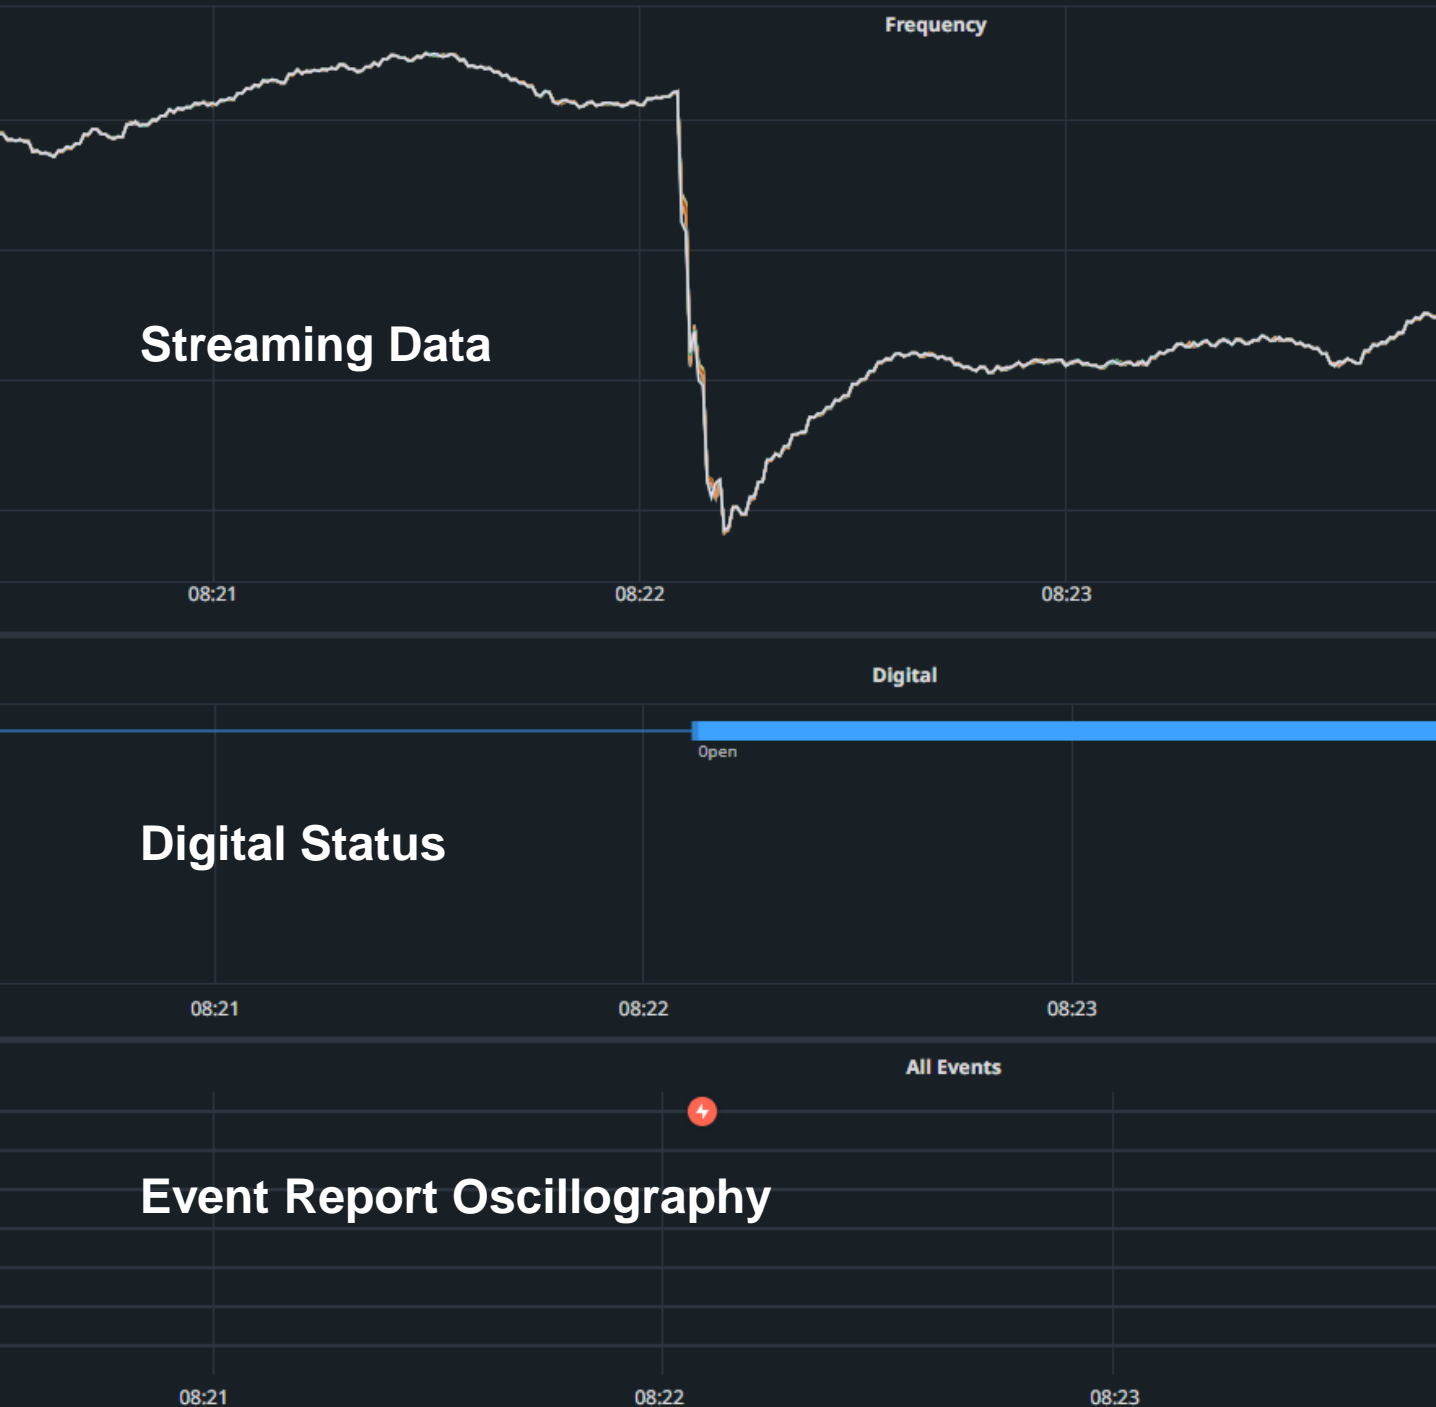 Frequency
Streaming Data
08:21 08:22 08:23
Digital
Open
Digital Status
08:21 08:22 08:23
All Events
Event Report Oscillography
08:21 08:22 08:23